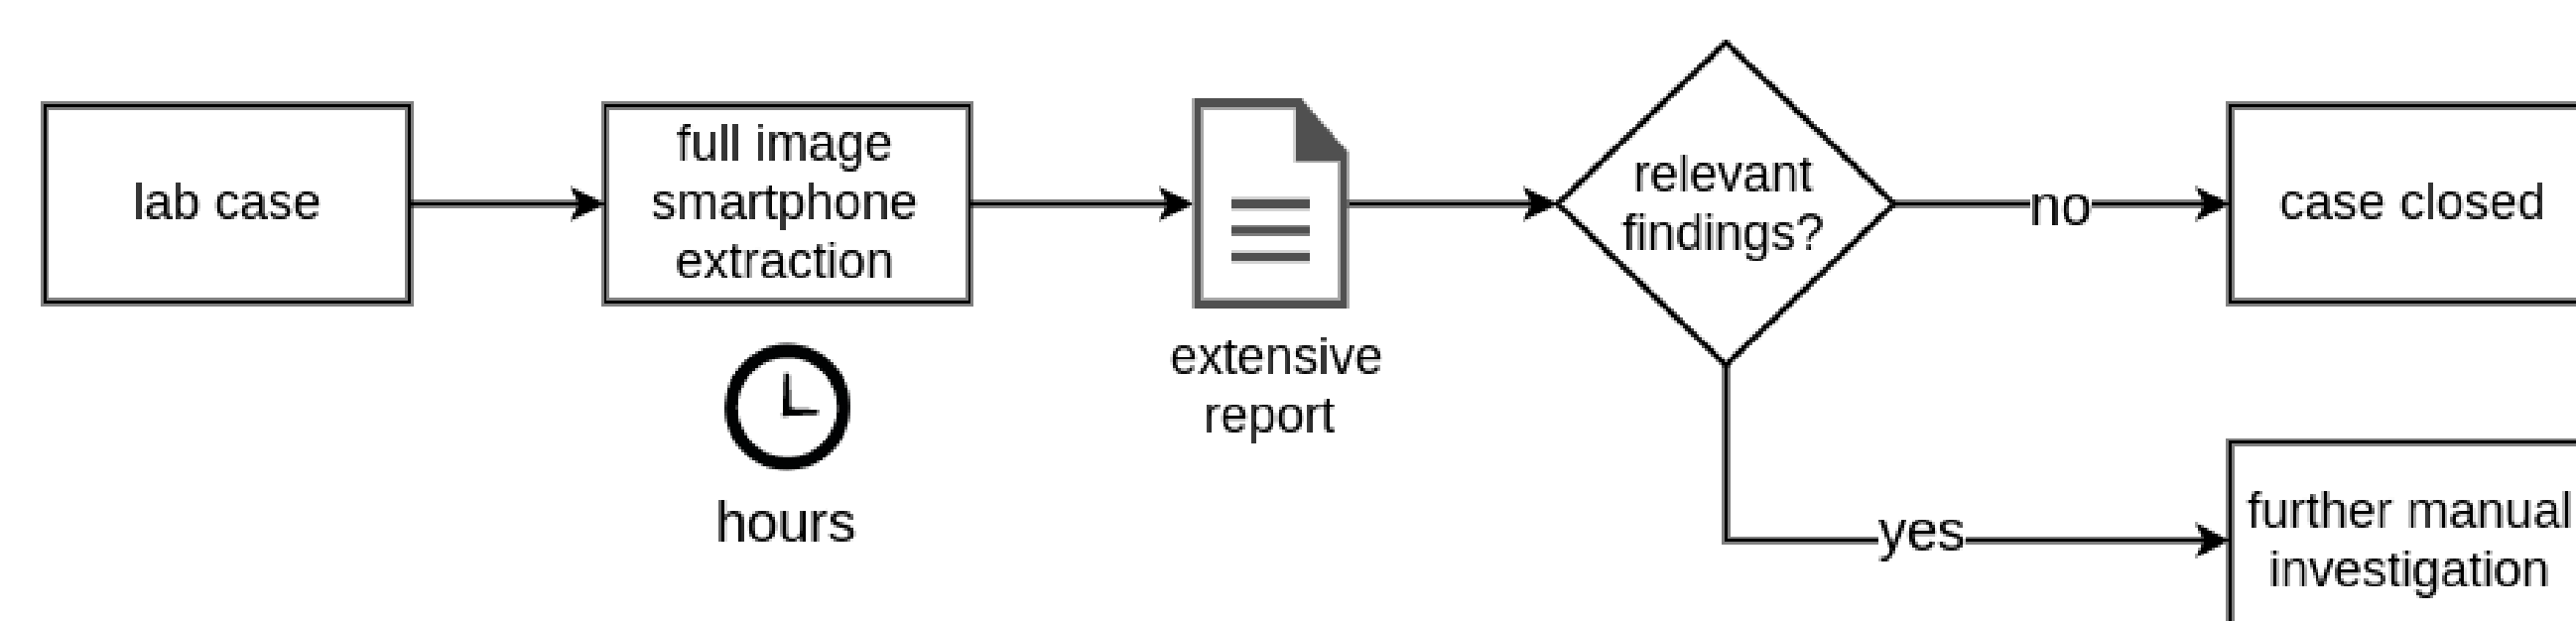 lab case
full image
smartphone
extraction
hours
extensive
report
relevant
findings?
no
case closed
yes
further manual
investigation